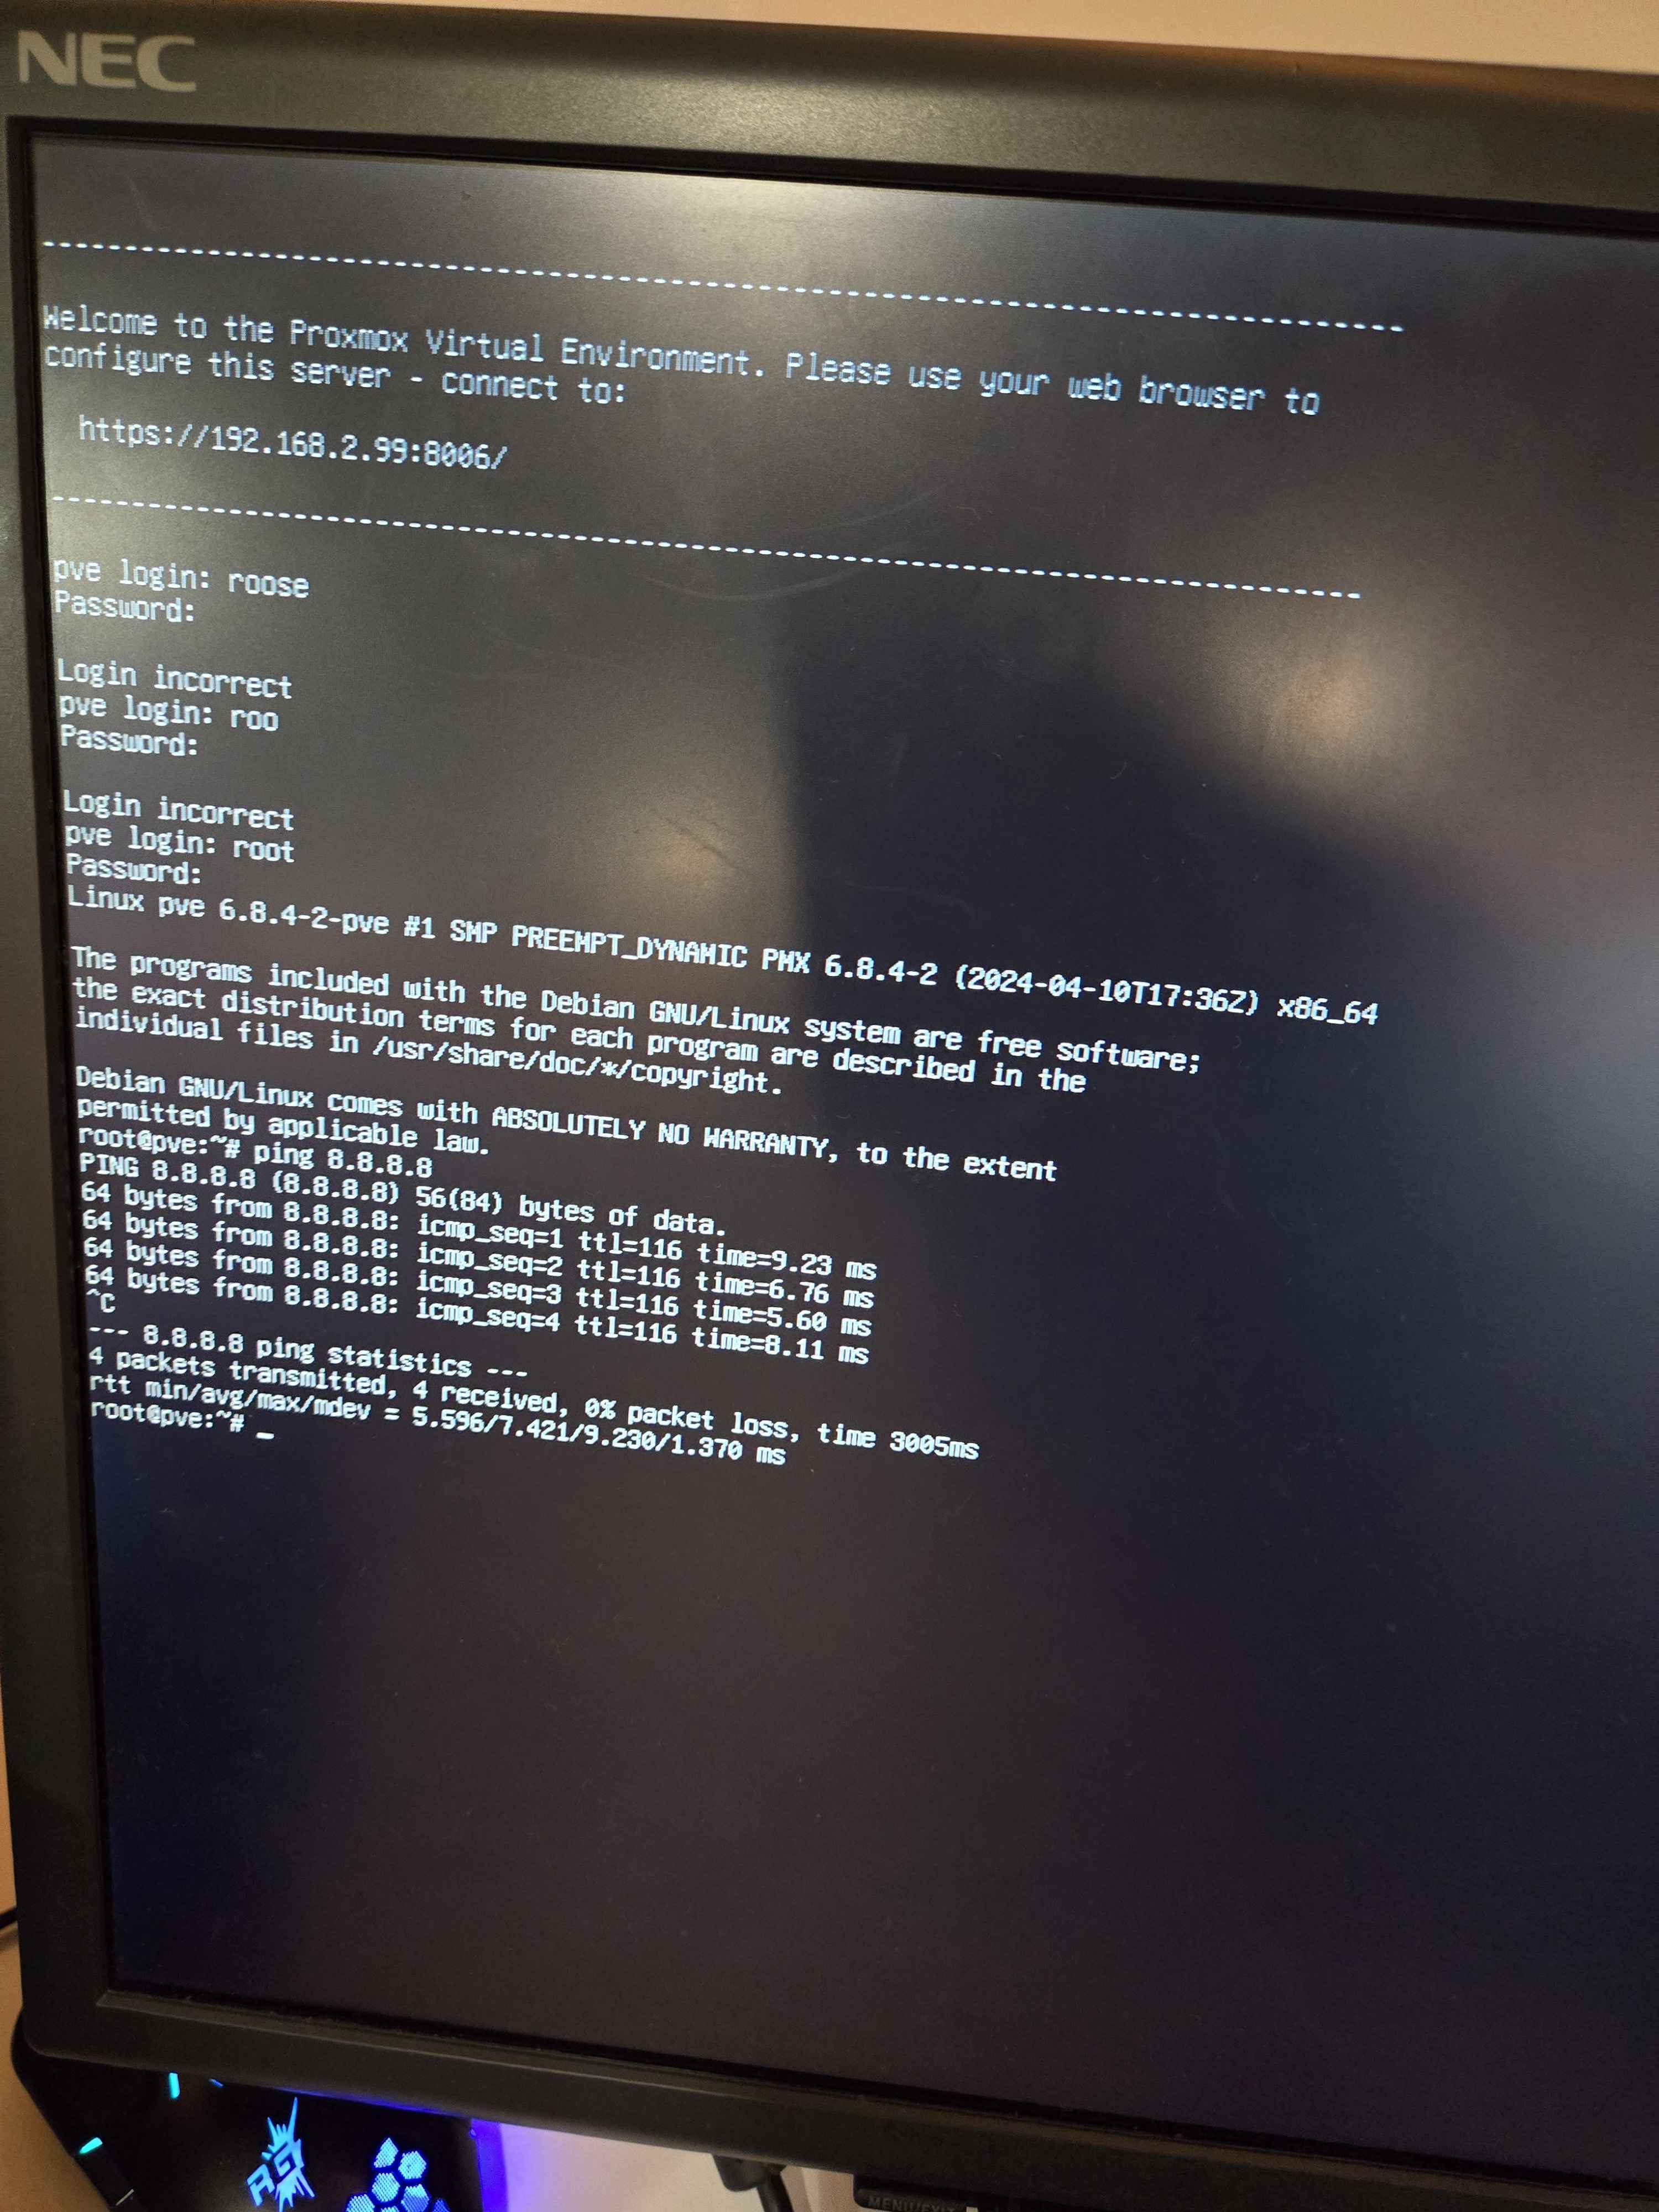 NEC
--------------------------------------------------------------------------------
Welcome to the Proxmox Virtual Environment. Please use your web browser to
configure this server - connect to:
https://192.168.2.99:8006/
--------------------------------------------------------------------------------
pve login: roose
Password:
Login incorrect
pve login: roo
Password:
Login incorrect
pve login: root
Password:
Linux pve 6.8.4-2-pve #1 SMP PREEMPT_DYNAMIC PMX 6.8.4-2 (2024-04-10T17:36Z) x86_64
The programs included with the Debian GNU/Linux system are free software;
the exact distribution terms for each program are described in the
individual files in /usr/share/doc/*/copyright.
Debian GNU/Linux comes with ABSOLUTELY NO WARRANTY, to the extent
permitted by applicable law.
root@pve:~# ping 8.8.8.8
PING 8.8.8.8 (8.8.8.8) 56(84) bytes of data.
64 bytes from 8.8.8.8: icmp_seq=1 ttl=116 time=9.23 ms
64 bytes from 8.8.8.8: icmp_seq=2 ttl=116 time=6.76 ms
64 bytes from 8.8.8.8: icmp_seq=3 ttl=116 time=5.60 ms
64 bytes from 8.8.8.8: icmp_seq=4 ttl=116 time=8.11 ms
^C
--- 8.8.8.8 ping statistics ---
4 packets transmitted, 4 received, 0% packet loss, time 3005ms
rtt min/avg/max/mdev = 5.596/7.421/9.230/1.370 ms
root@pve:~# _
MENU/EXIT